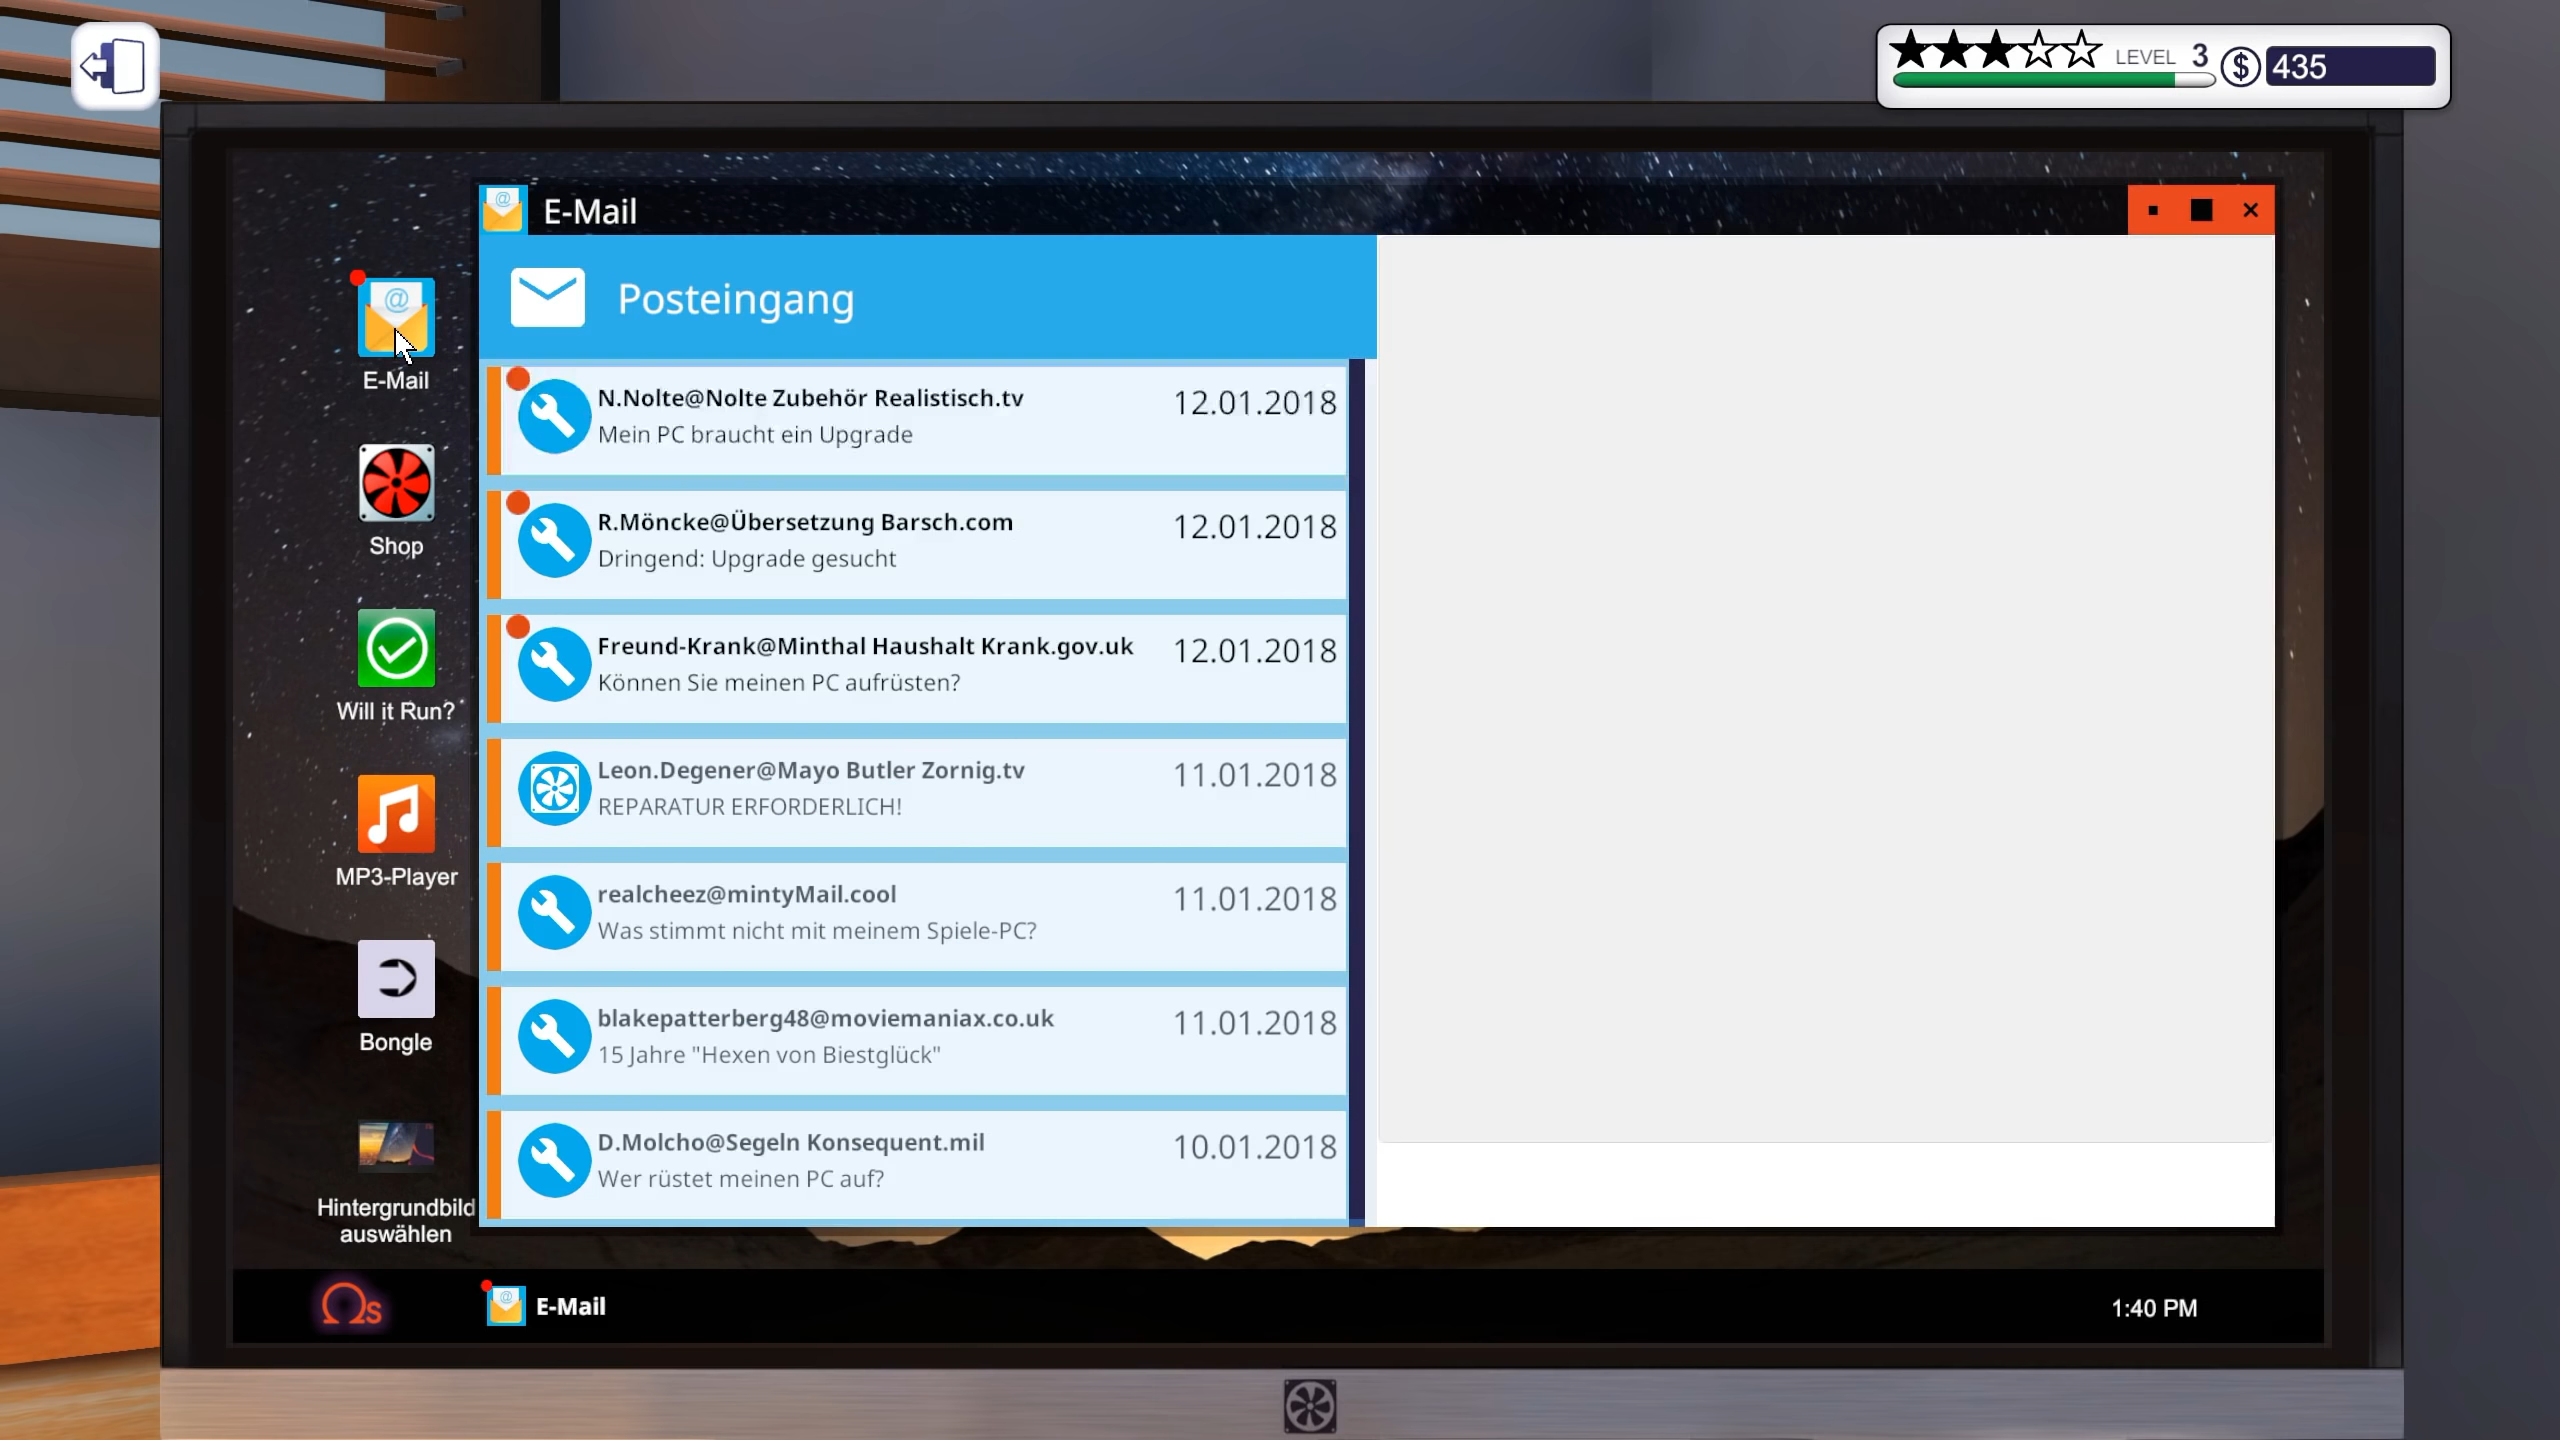 LEVEL 3
$ 435
E-Mail
Posteingang
N.Nolte@Nolte Zubehör Realistisch.tv
12.01.2018
Mein PC braucht ein Upgrade
R.Möncke@Übersetzung Barsch.com
12.01.2018
Dringend: Upgrade gesucht
Freund-Krank@Minthal Haushalt Krank.gov.uk
12.01.2018
Können Sie meinen PC aufrüsten?
Leon.Degener@Mayo Butler Zornig.tv
11.01.2018
REPARATUR ERFORDERLICH!
realcheez@mintyMail.cool
11.01.2018
Was stimmt nicht mit meinem Spiele-PC?
blakepatterberg48@moviemaniax.co.uk
11.01.2018
15 Jahre "Hexen von Biestglück"
D.Molcho@Segeln Konsequent.mil
10.01.2018
Wer rüstet meinen PC auf?
E-Mail
Shop
Will it Run?
MP3-Player
Bongle
Hintergrundbild
auswählen
Ωs
E-Mail
1:40 PM